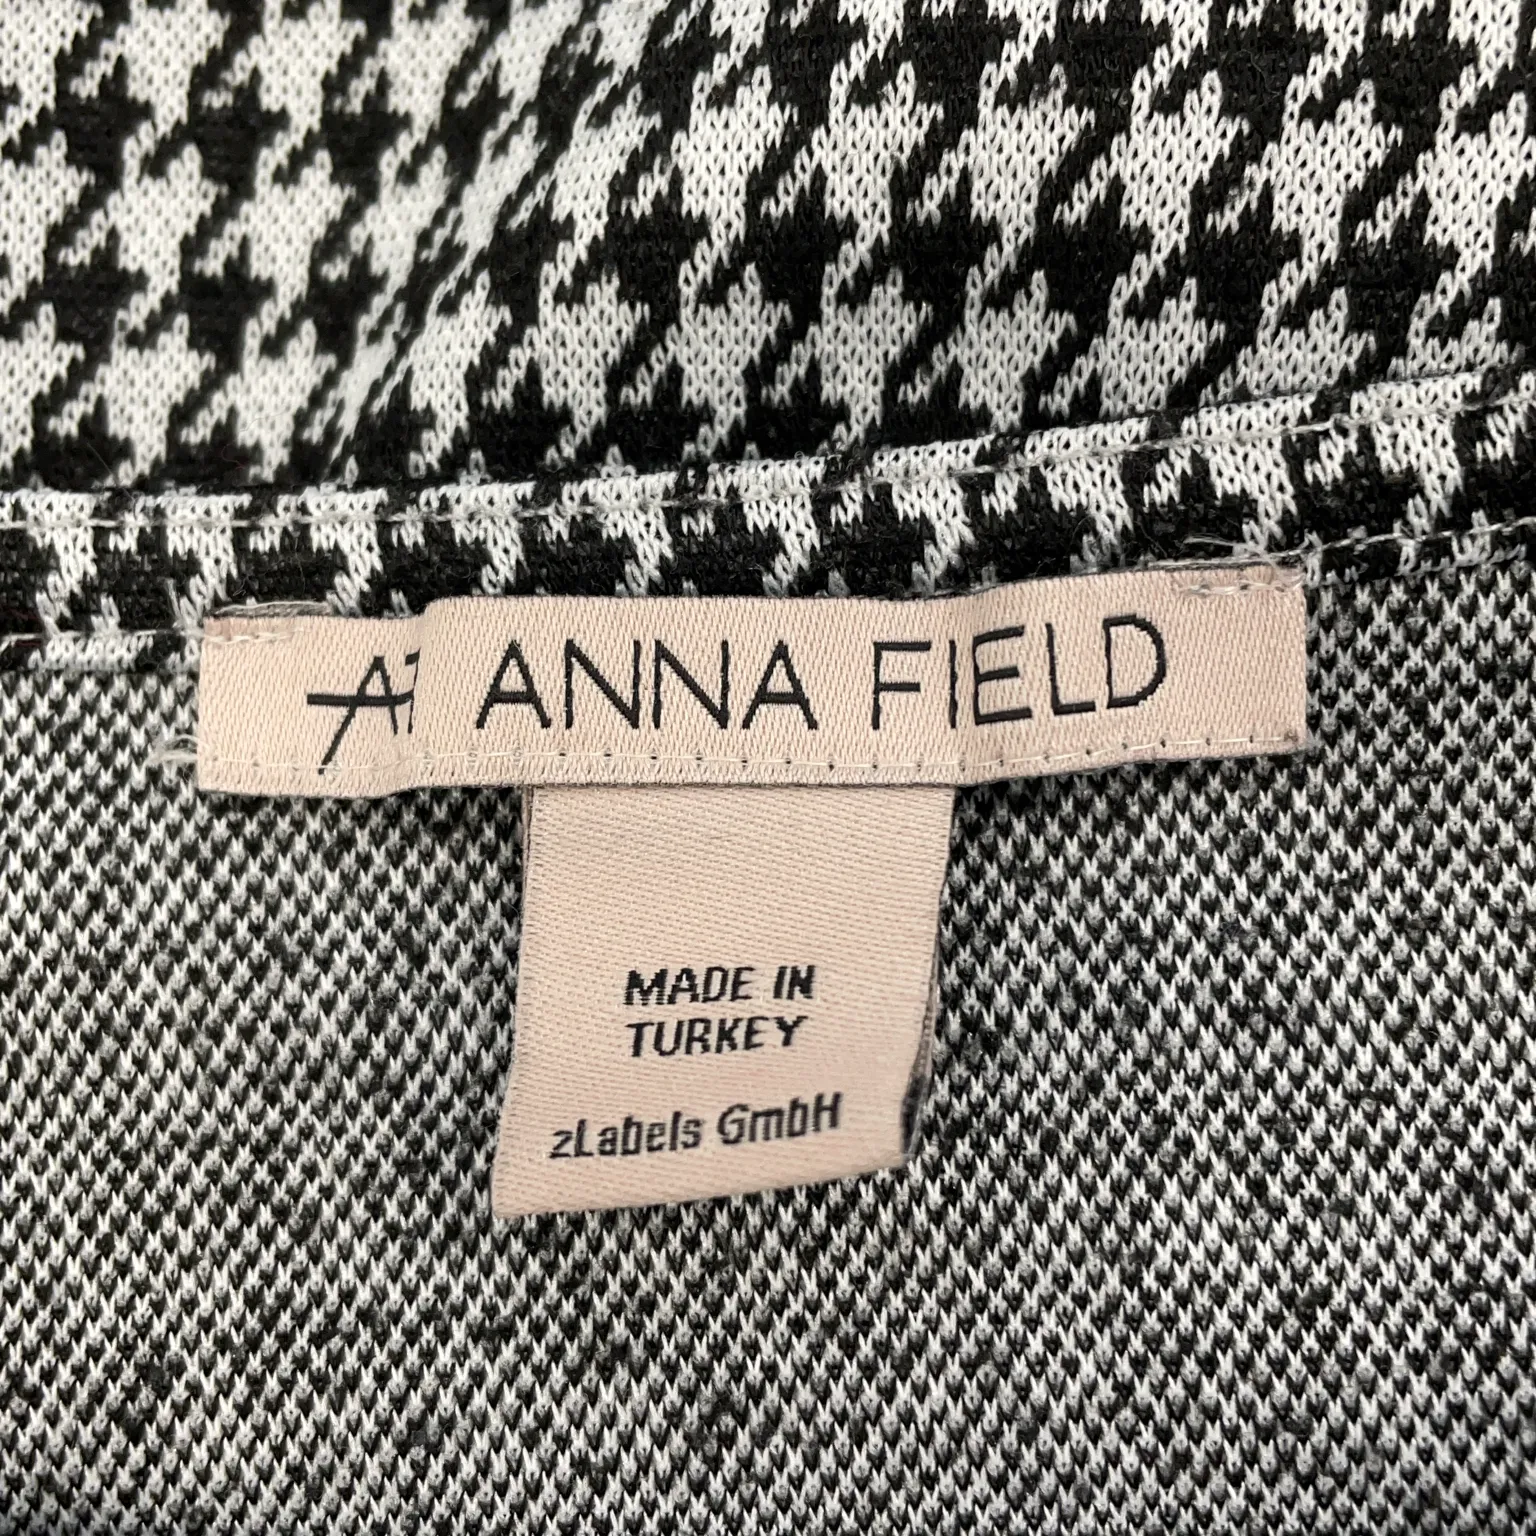 ANNA FIELD
MADE IN
TURKEY
zLabels GmbH